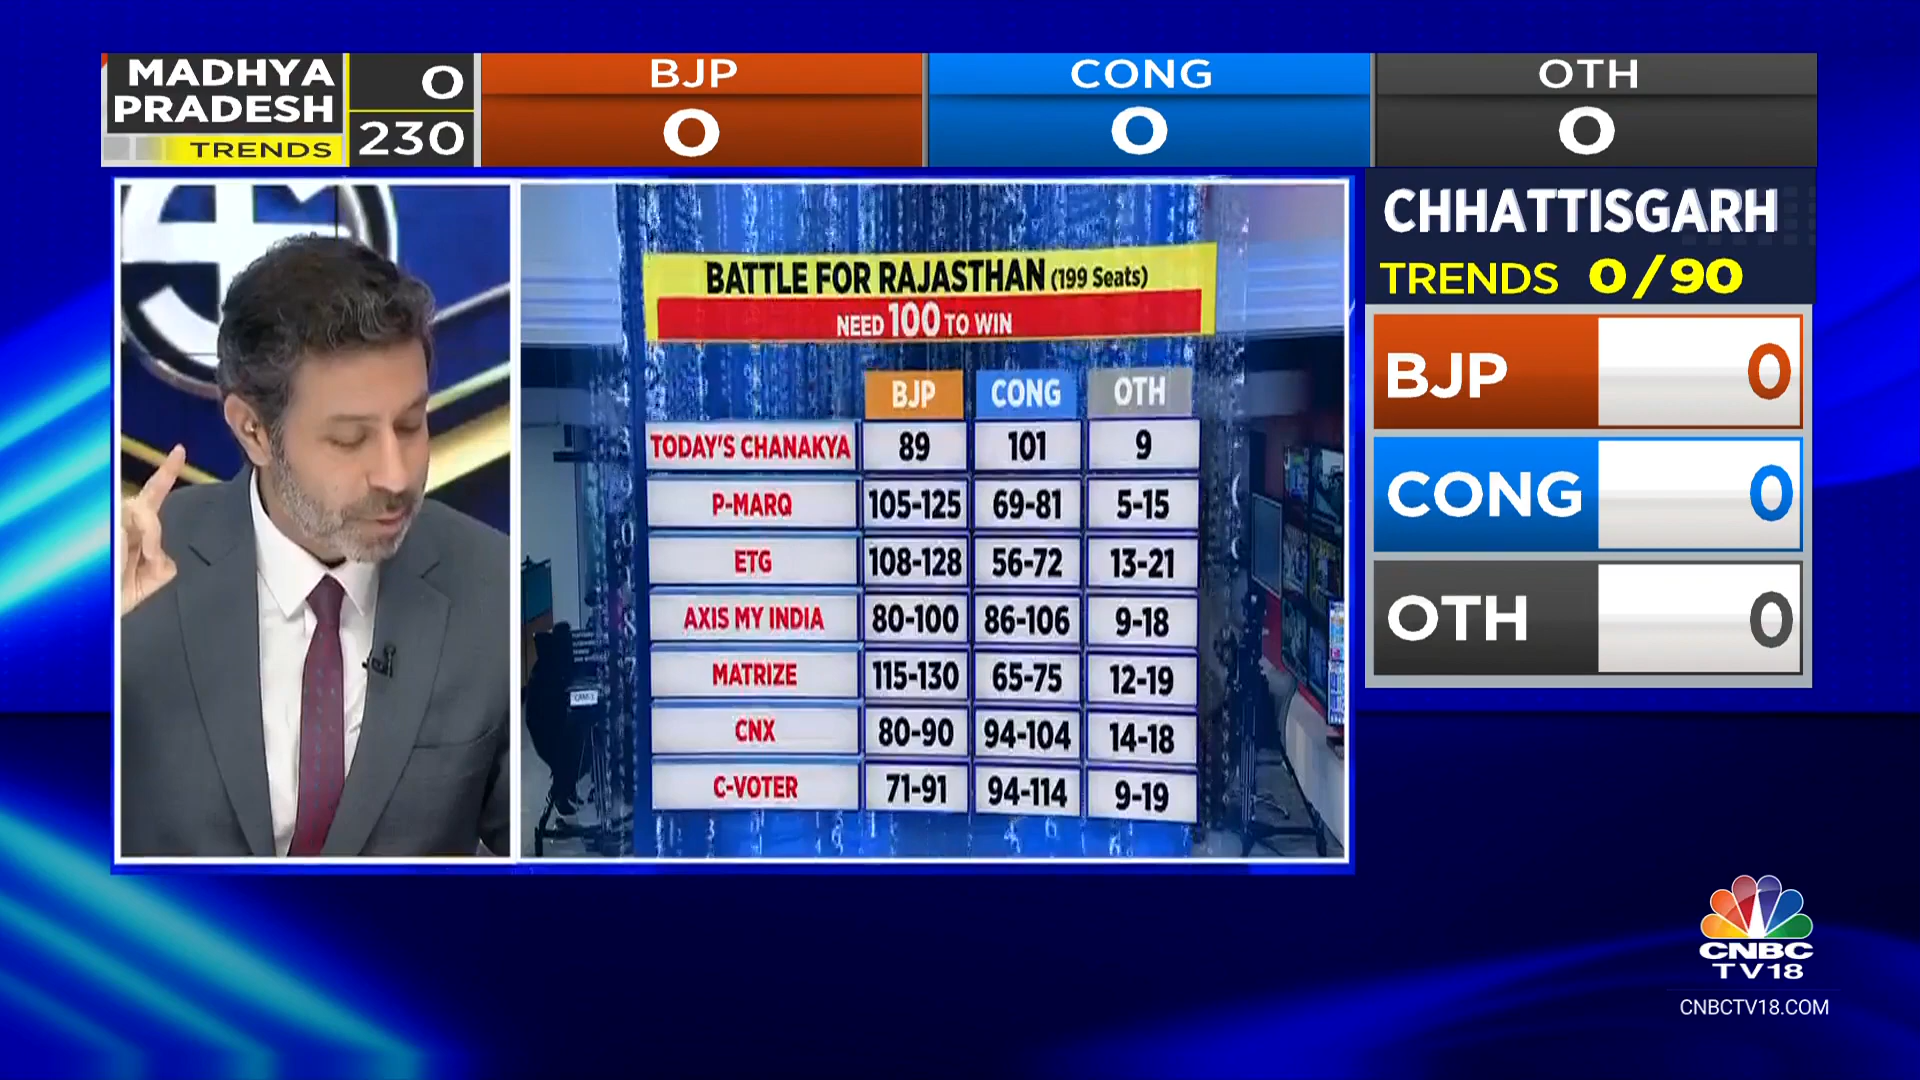 MADHYA
PRADESH
TRENDS
0
230
BJP
0
CONG
0
OTH
0
CHHATTISGARH
TRENDS 0/90
BJP 0
CONG 0
OTH 0
BATTLE FOR RAJASTHAN (199 Seats)
NEED 100 TO WIN
BJP CONG OTH
TODAY'S CHANAKYA 89 101 9
P-MARQ 105-125 69-81 5-15
ETG 108-128 56-72 13-21
AXIS MY INDIA 80-100 86-106 9-18
MATRIZE 115-130 65-75 12-19
CNX 80-90 94-104 14-18
C-VOTER 71-91 94-114 9-19
CNBC
TV18
CNBCTV18.COM